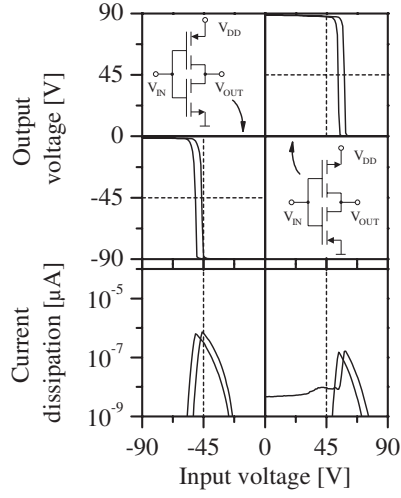 90
45
0
-45
-90
Output
voltage [V]
V_DD
V_IN
V_OUT
V_DD
V_IN
V_OUT
10^-5
10^-7
10^-9
Current
dissipation [μA]
-90
-45
0
45
90
Input voltage [V]